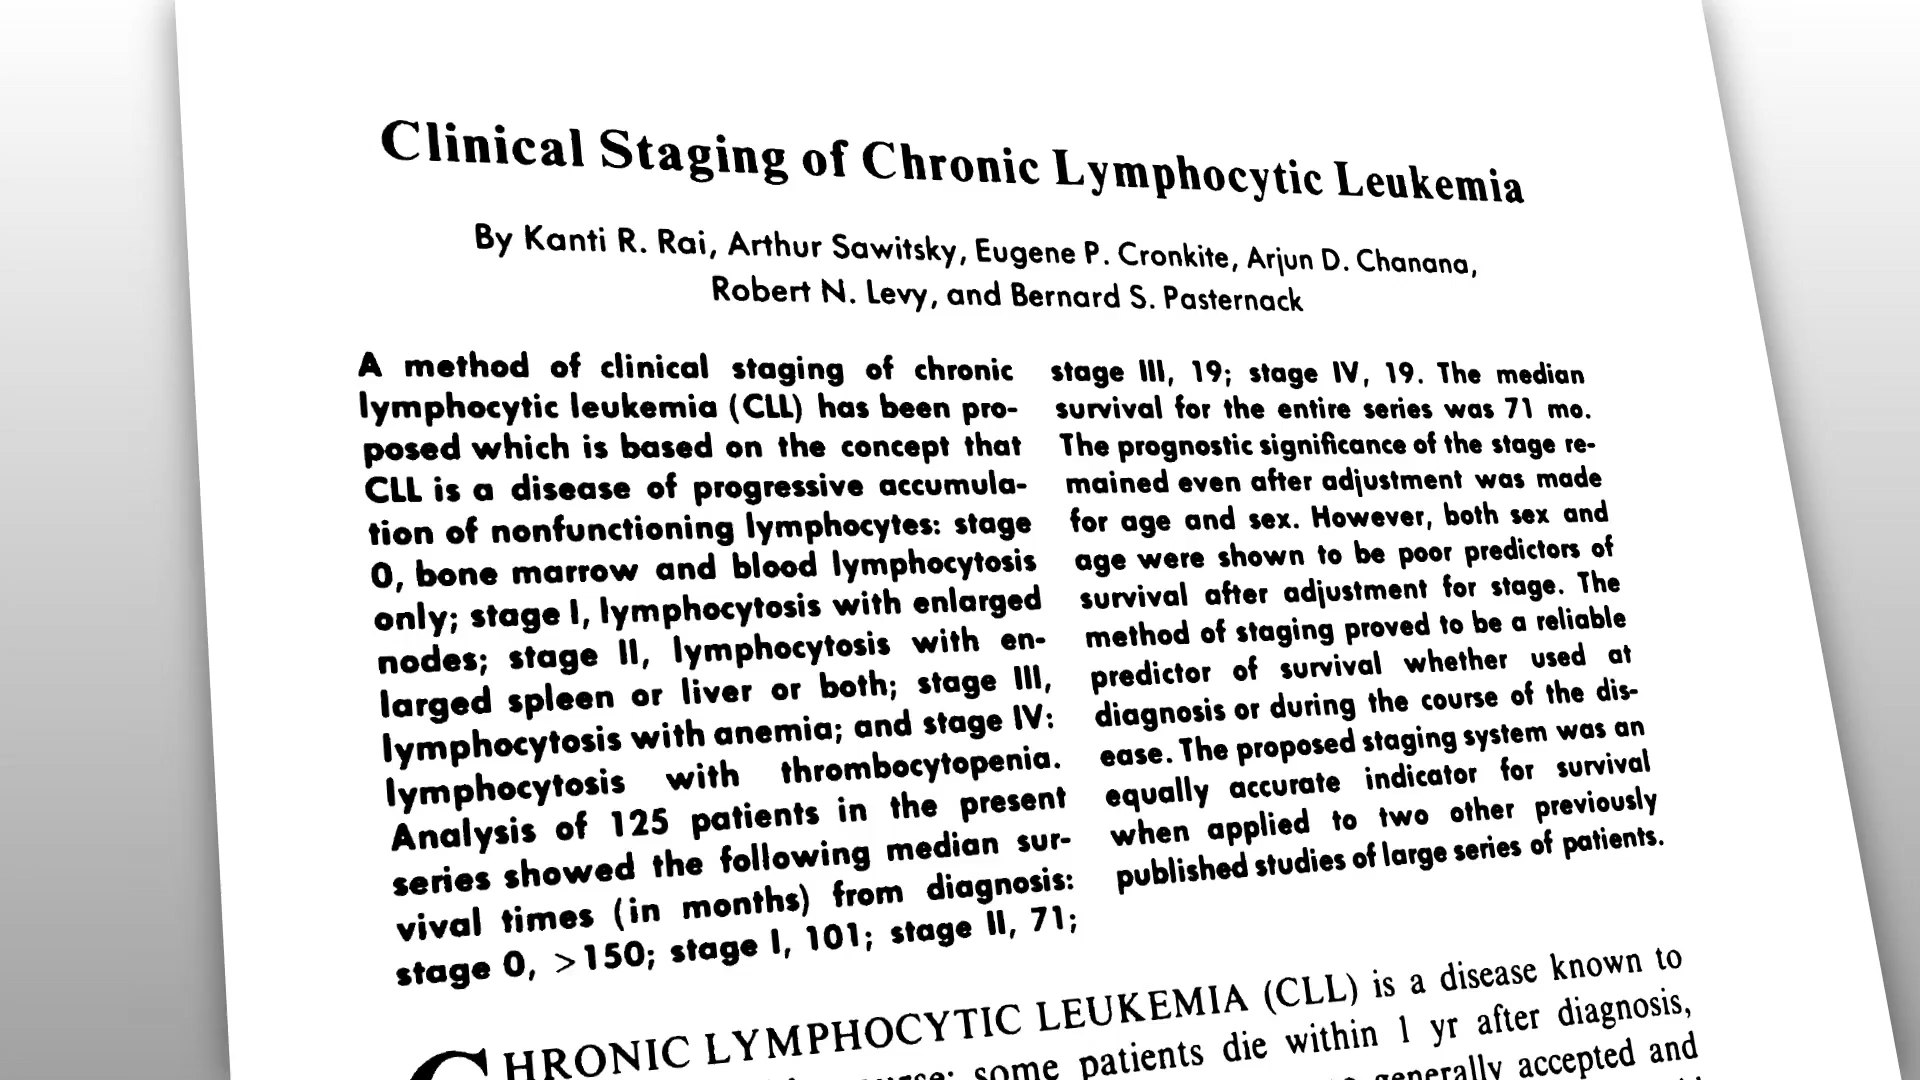 Clinical Staging of Chronic Lymphocytic Leukemia
By Kanti R. Rai, Arthur Sawitsky, Eugene P. Cronkite, Arjun D. Chanana,
Robert N. Levy, and Bernard S. Pasternack
A method of clinical staging of chronic
lymphocytic leukemia (CLL) has been pro-
posed which is based on the concept that
CLL is a disease of progressive accumula-
tion of nonfunctioning lymphocytes: stage
0, bone marrow and blood lymphocytosis
only; stage I, lymphocytosis with enlarged
nodes; stage II, lymphocytosis with en-
larged spleen or liver or both; stage III,
lymphocytosis with anemia; and stage IV:
lymphocytosis with thrombocytopenia.
Analysis of 125 patients in the present
series showed the following median sur-
vival times (in months) from diagnosis:
stage 0, >150; stage I, 101; stage II, 71;
stage III, 19; stage IV, 19. The median
survival for the entire series was 71 mo.
The prognostic significance of the stage re-
mained even after adjustment was made
for age and sex. However, both sex and
age were shown to be poor predictors of
survival after adjustment for stage. The
method of staging proved to be a reliable
predictor of survival whether used at
diagnosis or during the course of the dis-
ease. The proposed staging system was an
equally accurate indicator for survival
when applied to two other previously
published studies of large series of patients.
CHRONIC LYMPHOCYTIC LEUKEMIA (CLL) is a disease known to
some patients die within 1 yr after diagnosis,
generally accepted and